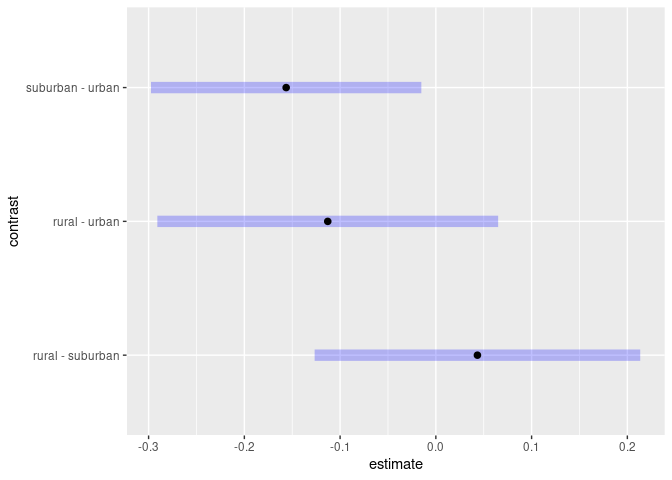 suburban - urban
rural - urban
rural - suburban
contrast
-0.3 -0.2 -0.1 0.0 0.1 0.2
estimate